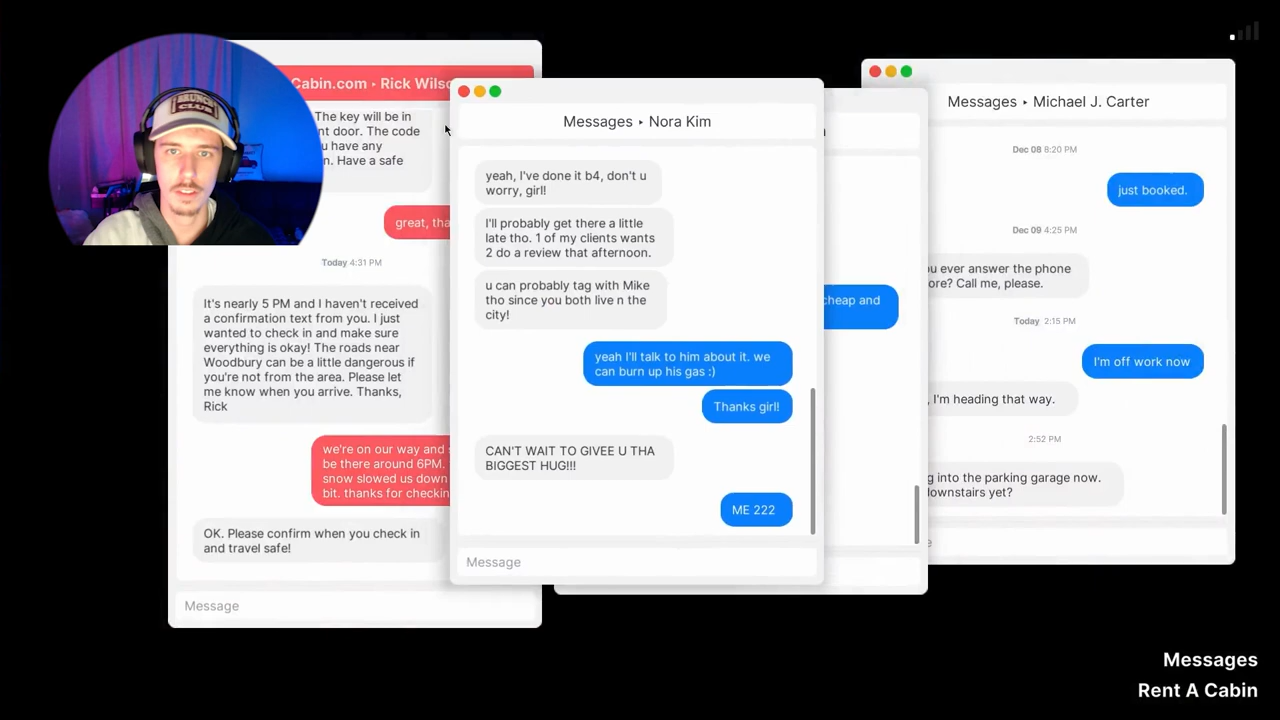 Cabin.com ‣ Rick Wils
The key will be in
nt door. The code
u have any
n. Have a safe
great, tha
Today 4:31 PM
It's nearly 5 PM and I haven't received
a confirmation text from you. I just
wanted to check in and make sure
everything is okay! The roads near
Woodbury can be a little dangerous if
you're not from the area. Please let
me know when you arrive. Thanks,
Rick
we're on our way and s
be there around 6PM.
snow slowed us down
bit. thanks for checkin
OK. Please confirm when you check in
and travel safe!
Message
Messages ‣ Nora Kim
yeah, I've done it b4, don't u
worry, girl!
I'll probably get there a little
late tho. 1 of my clients wants
2 do a review that afternoon.
u can probably tag with Mike
tho since you both live n the
city!
yeah I'll talk to him about it. we
can burn up his gas :)
Thanks girl!
CAN'T WAIT TO GIVEE U THA
BIGGEST HUG!!!
ME 222
Message
cheap and
Messages ‣ Michael J. Carter
Dec 08 8:20 PM
just booked.
Dec 09 4:25 PM
ou ever answer the phone
ore? Call me, please.
Today 2:15 PM
I'm off work now
, I'm heading that way.
2:52 PM
g into the parking garage now.
downstairs yet?
Messages
Rent A Cabin